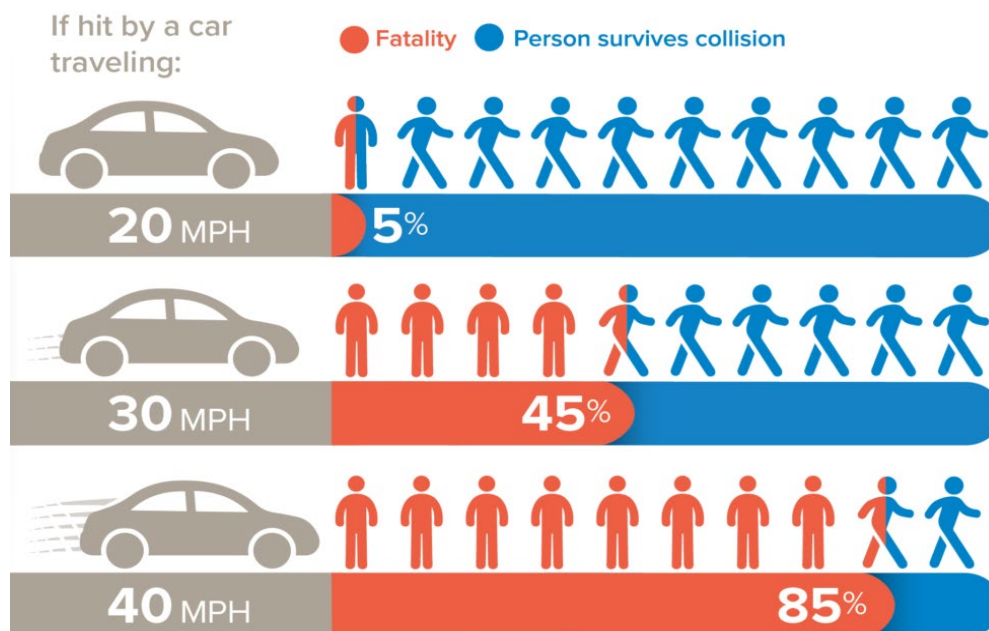 If hit by a car
traveling:
Fatality Person survives collision
20 MPH 5%
30 MPH 45%
40 MPH 85%